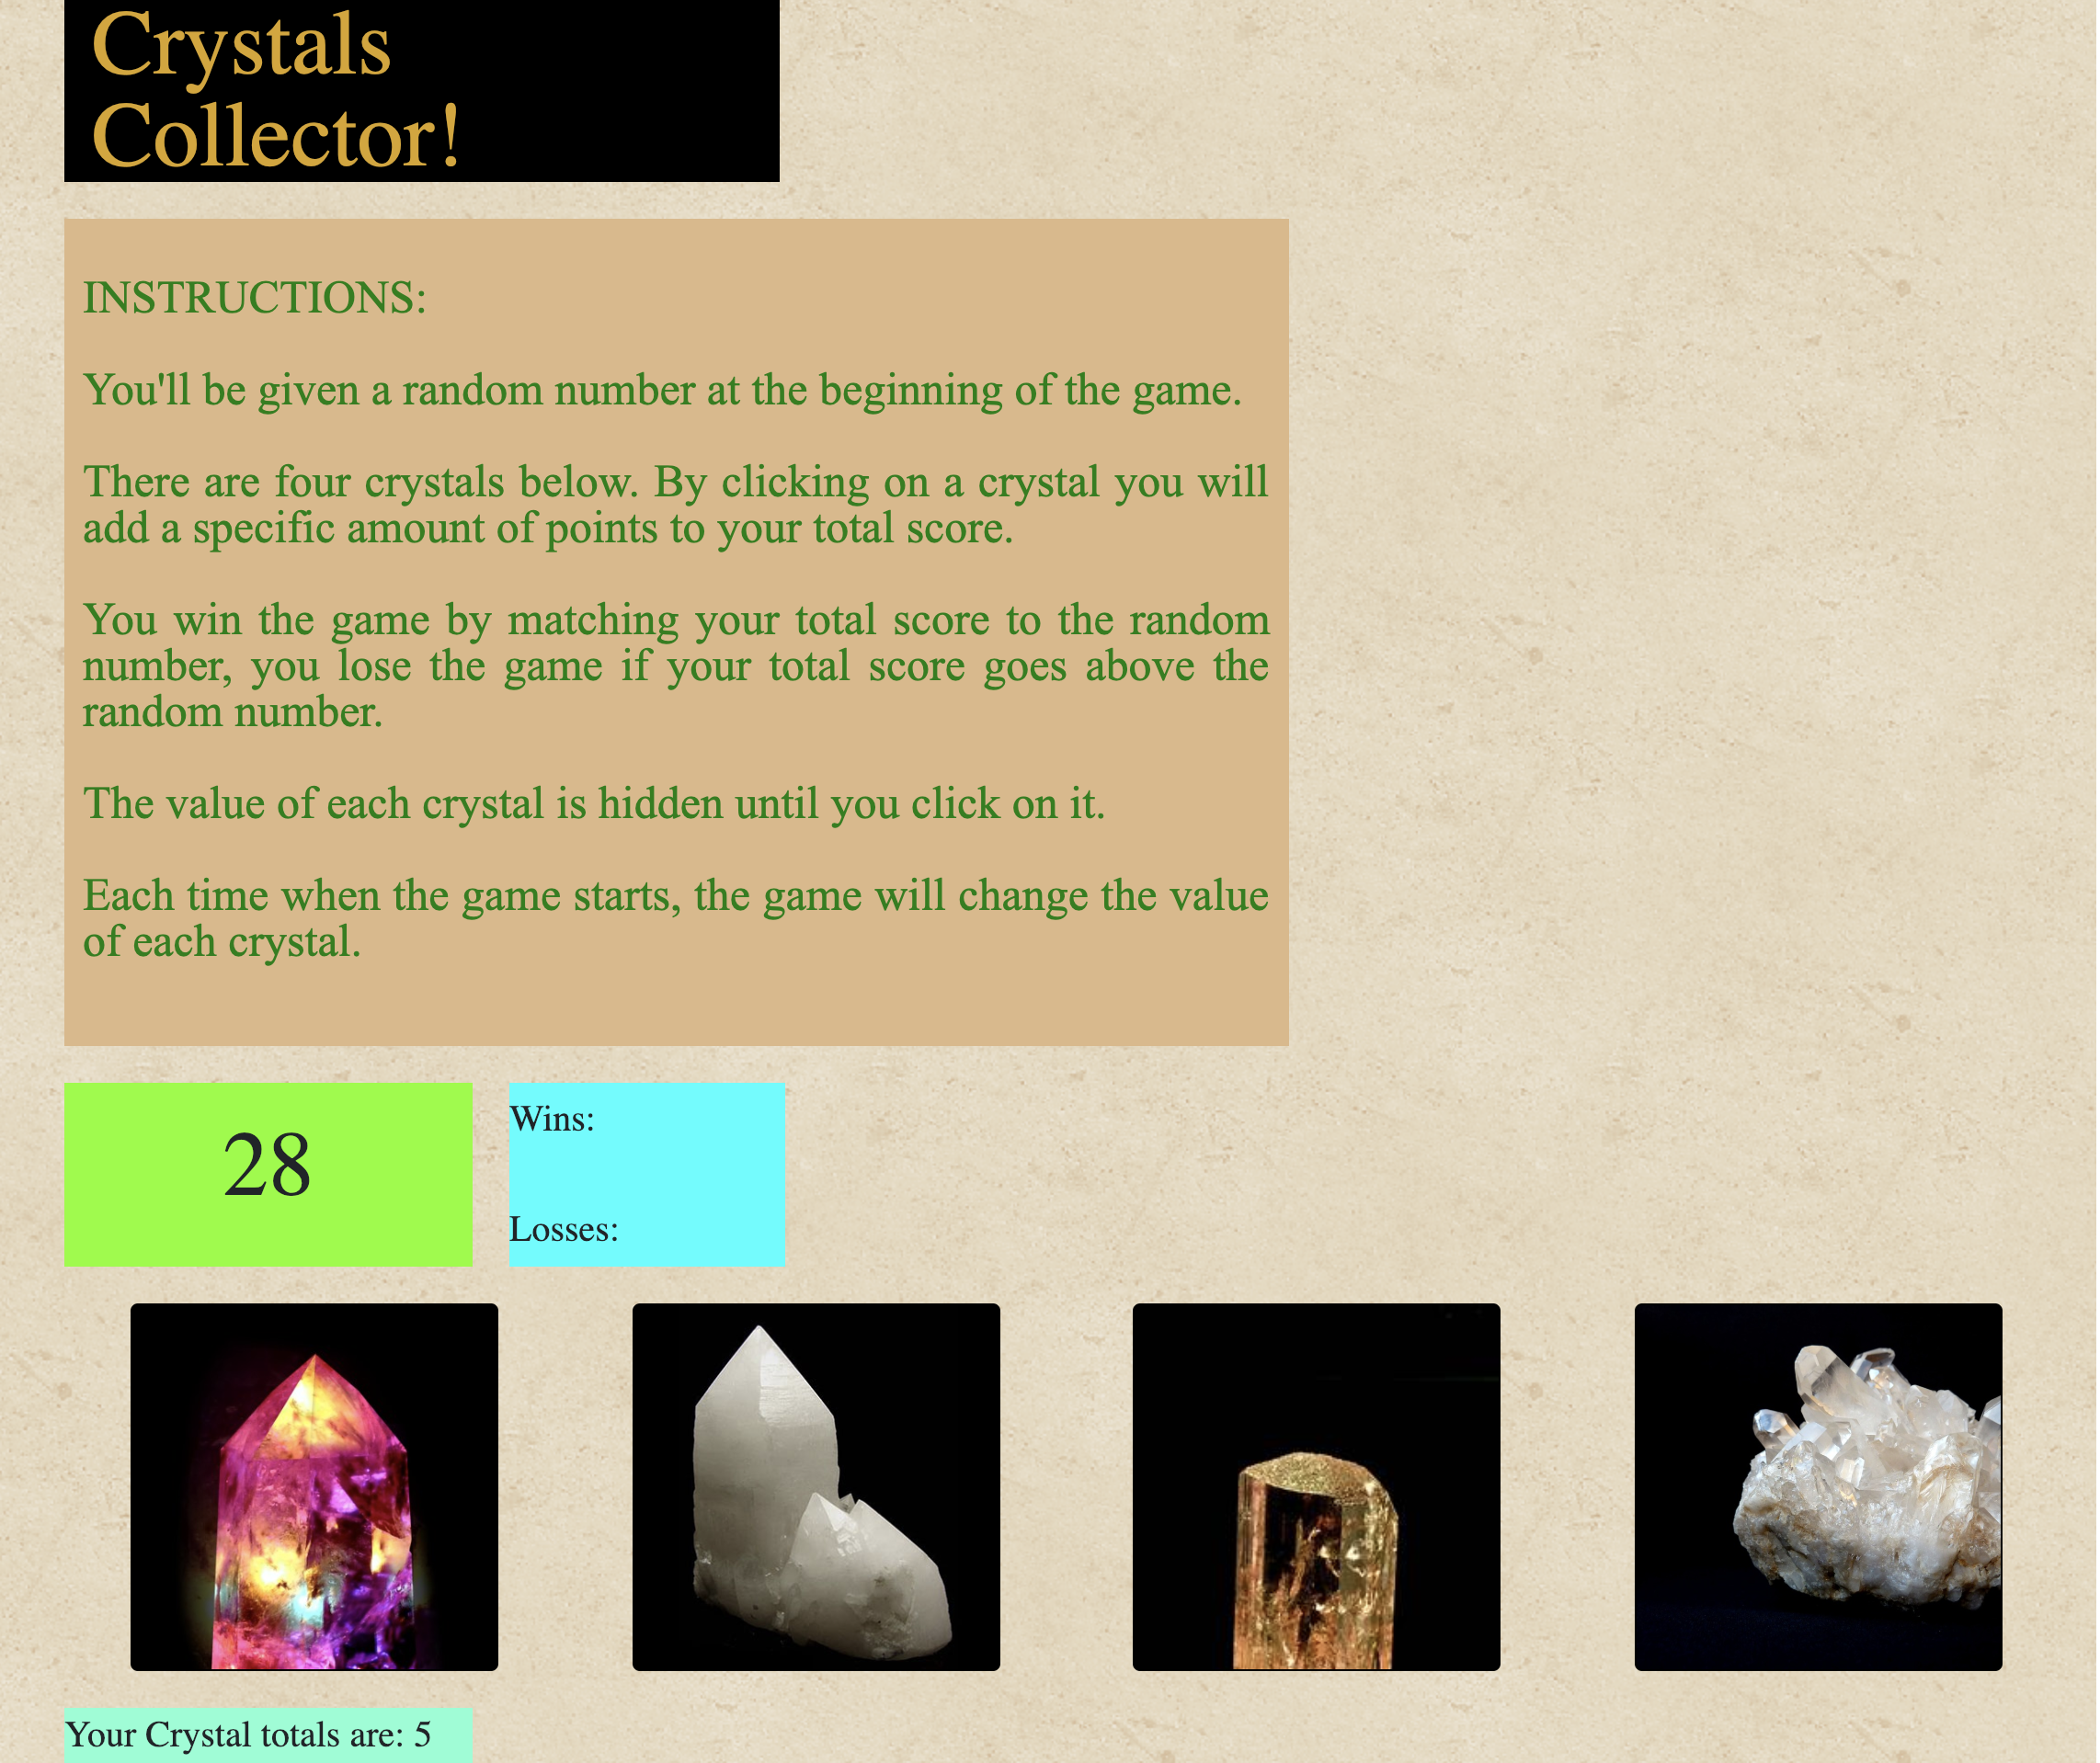 Crystals
Collector!
INSTRUCTIONS:
You'll be given a random number at the beginning of the game.
There are four crystals below. By clicking on a crystal you will
add a specific amount of points to your total score.
You win the game by matching your total score to the random
number, you lose the game if your total score goes above the
random number.
The value of each crystal is hidden until you click on it.
Each time when the game starts, the game will change the value
of each crystal.
28
Wins:
Losses:
Your Crystal totals are: 5